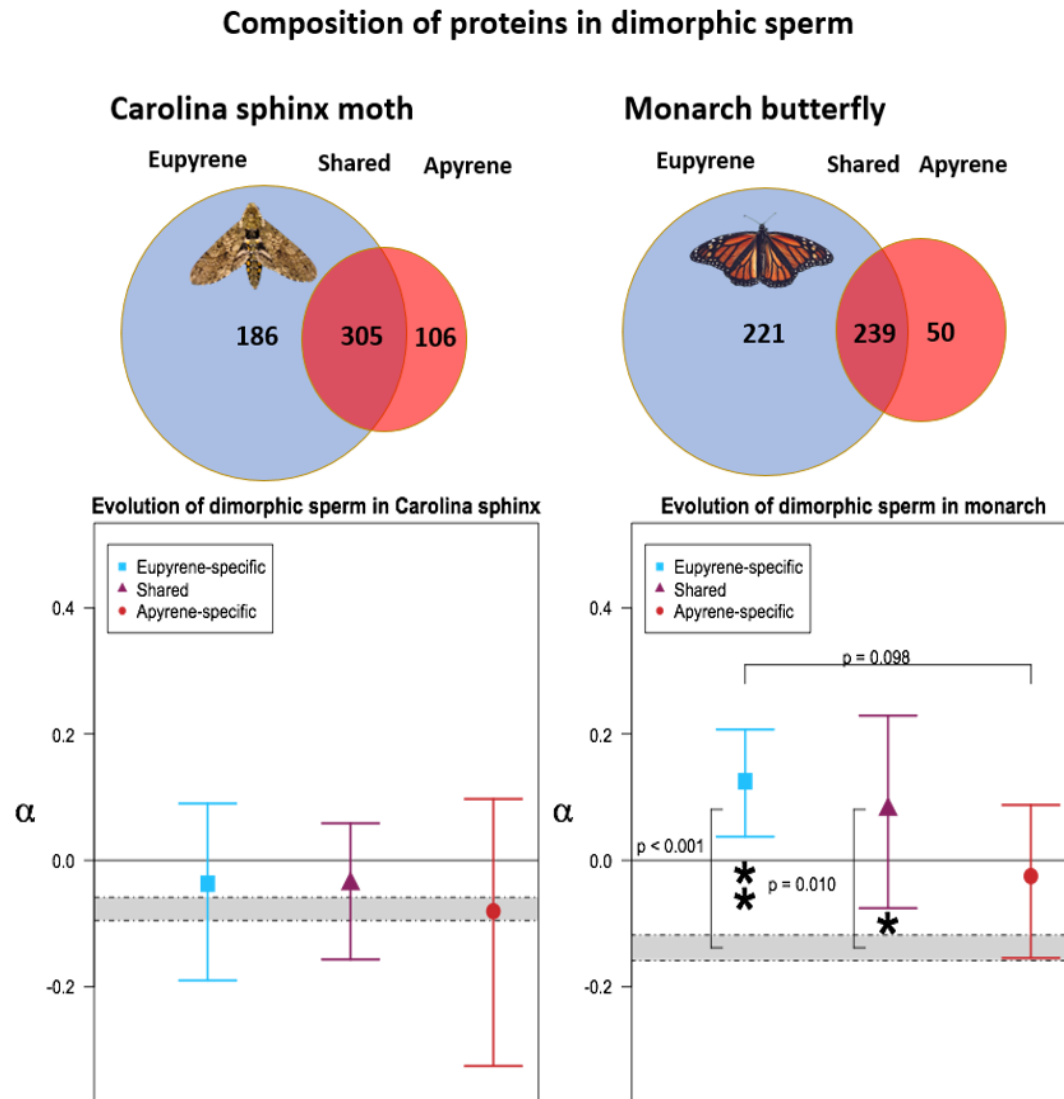 Composition of proteins in dimorphic sperm
Carolina sphinx moth
Monarch butterfly
Eupyrene
Shared
Apyrene
Eupyrene
Shared
Apyrene
186
305
106
221
239
50
Evolution of dimorphic sperm in Carolina sphinx
Eupyrene-specific
Shared
Apyrene-specific
0.4
0.2
0.0
-0.2
α
Evolution of dimorphic sperm in monarch
Eupyrene-specific
Shared
Apyrene-specific
0.4
0.2
0.0
-0.2
α
p = 0.098
p < 0.001
p = 0.010
*
*
*